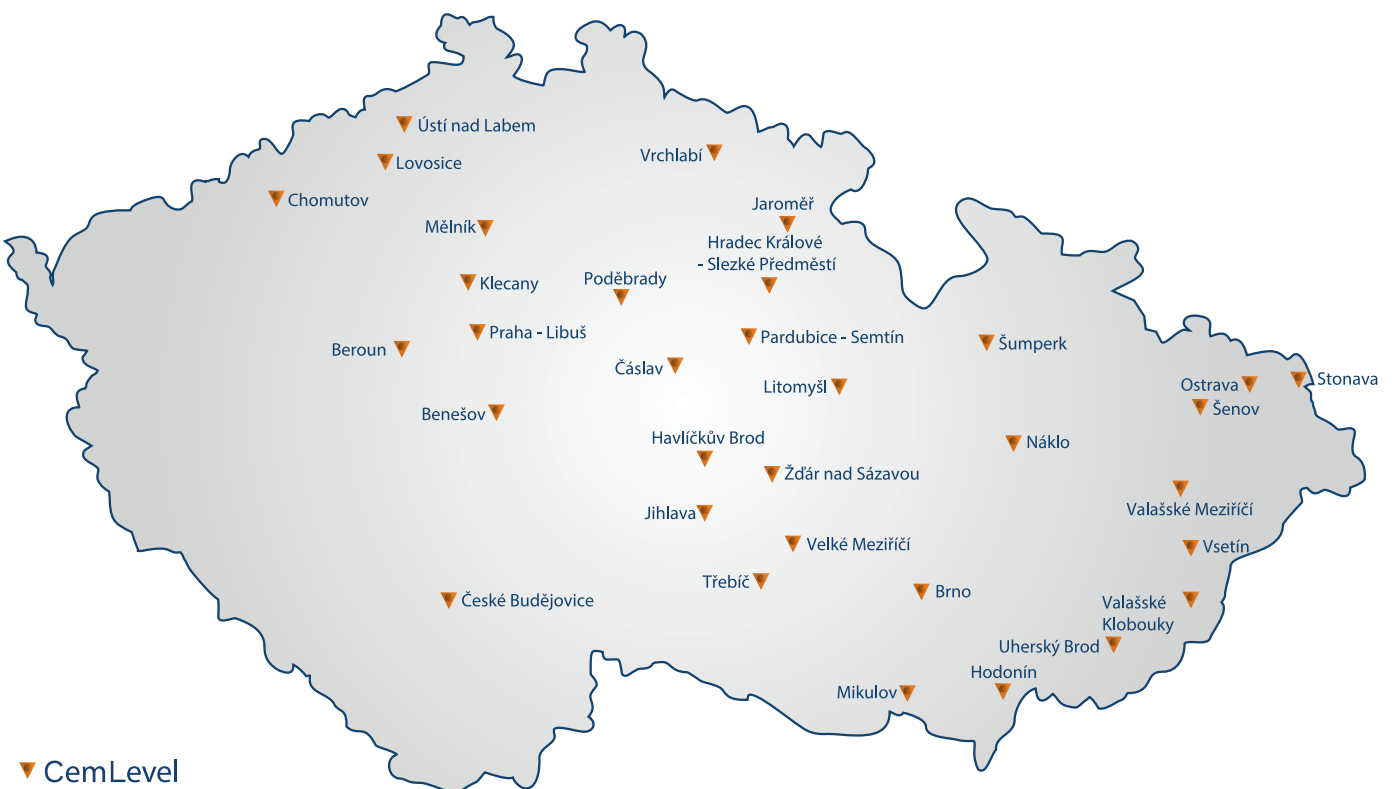 Ústí nad Labem
Vrchlabí
Lovosice
Chomutov
Jaroměř
Mělník
Hradec Králové
- Slezké Předměstí
Poděbrady
Klecany
Praha - Libuš
Pardubice - Semtín
Šumperk
Beroun
Čáslav
Stonava
Ostrava
Litomyšl
Šenov
Benešov
Havlíčkův Brod
Náklo
Žďár nad Sázavou
Valašské Meziříčí
Jihlava
Velké Meziříčí
Vsetín
Třebíč
Brno
České Budějovice
Valašské
Klobouky
Uherský Brod
Hodonín
Mikulov
CemLevel